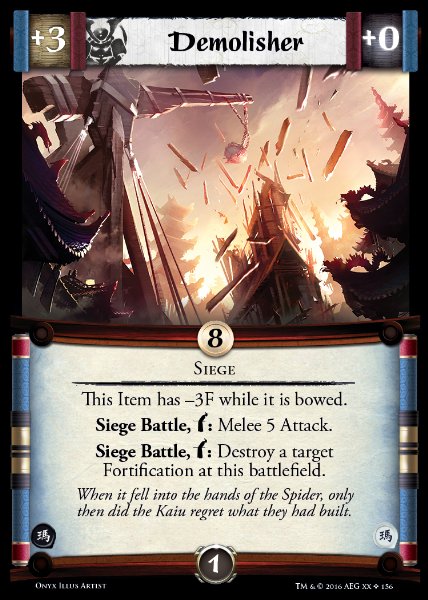 +3 Demolisher +0
8
Siege
This Item has –3F while it is bowed.
Siege Battle, : Melee 5 Attack.
Siege Battle, : Destroy a target
Fortification at this battlefield.
When it fell into the hands of the Spider, only
then did the Kaiu regret what they had built.
瑪 瑪
1
Onyx Illus Artist TM & © 2016 AEG XX ❖ 156